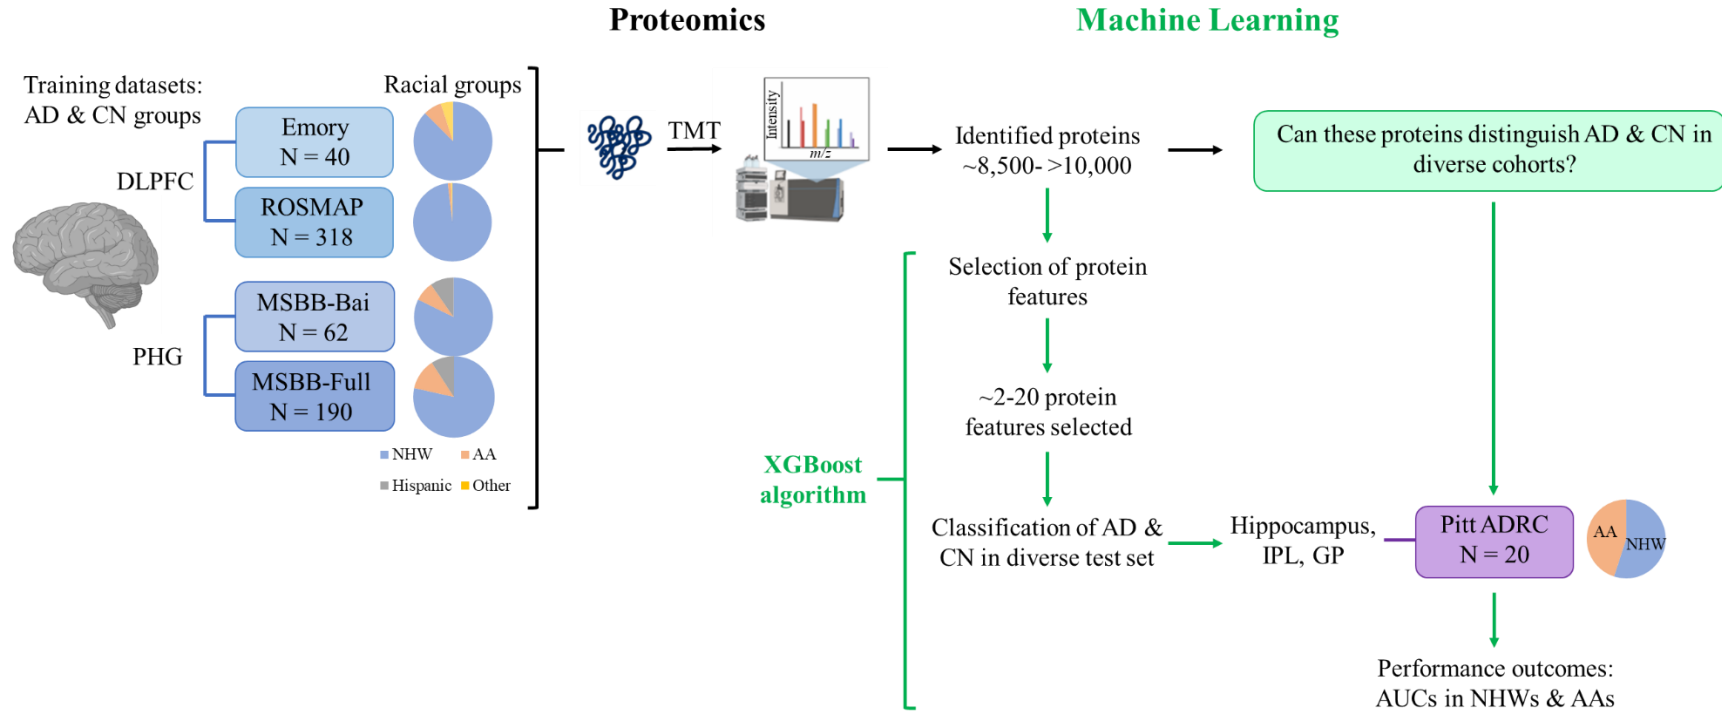 Proteomics
Machine Learning
Training datasets:
AD & CN groups
Racial groups
Emory
N = 40
DLPFC
ROSMAP
N = 318
MSBB-Bai
N = 62
PHG
MSBB-Full
N = 190
NHW
AA
Hispanic
Other
TMT
Intensity
m/z
Identified proteins
~8,500- >10,000
Can these proteins distinguish AD & CN in
diverse cohorts?
Selection of protein
features
~2-20 protein
features selected
XGBoost
algorithm
Classification of AD &
CN in diverse test set
Hippocampus,
IPL, GP
Pitt ADRC
N = 20
AA
NHW
Performance outcomes:
AUCs in NHWs & AAs